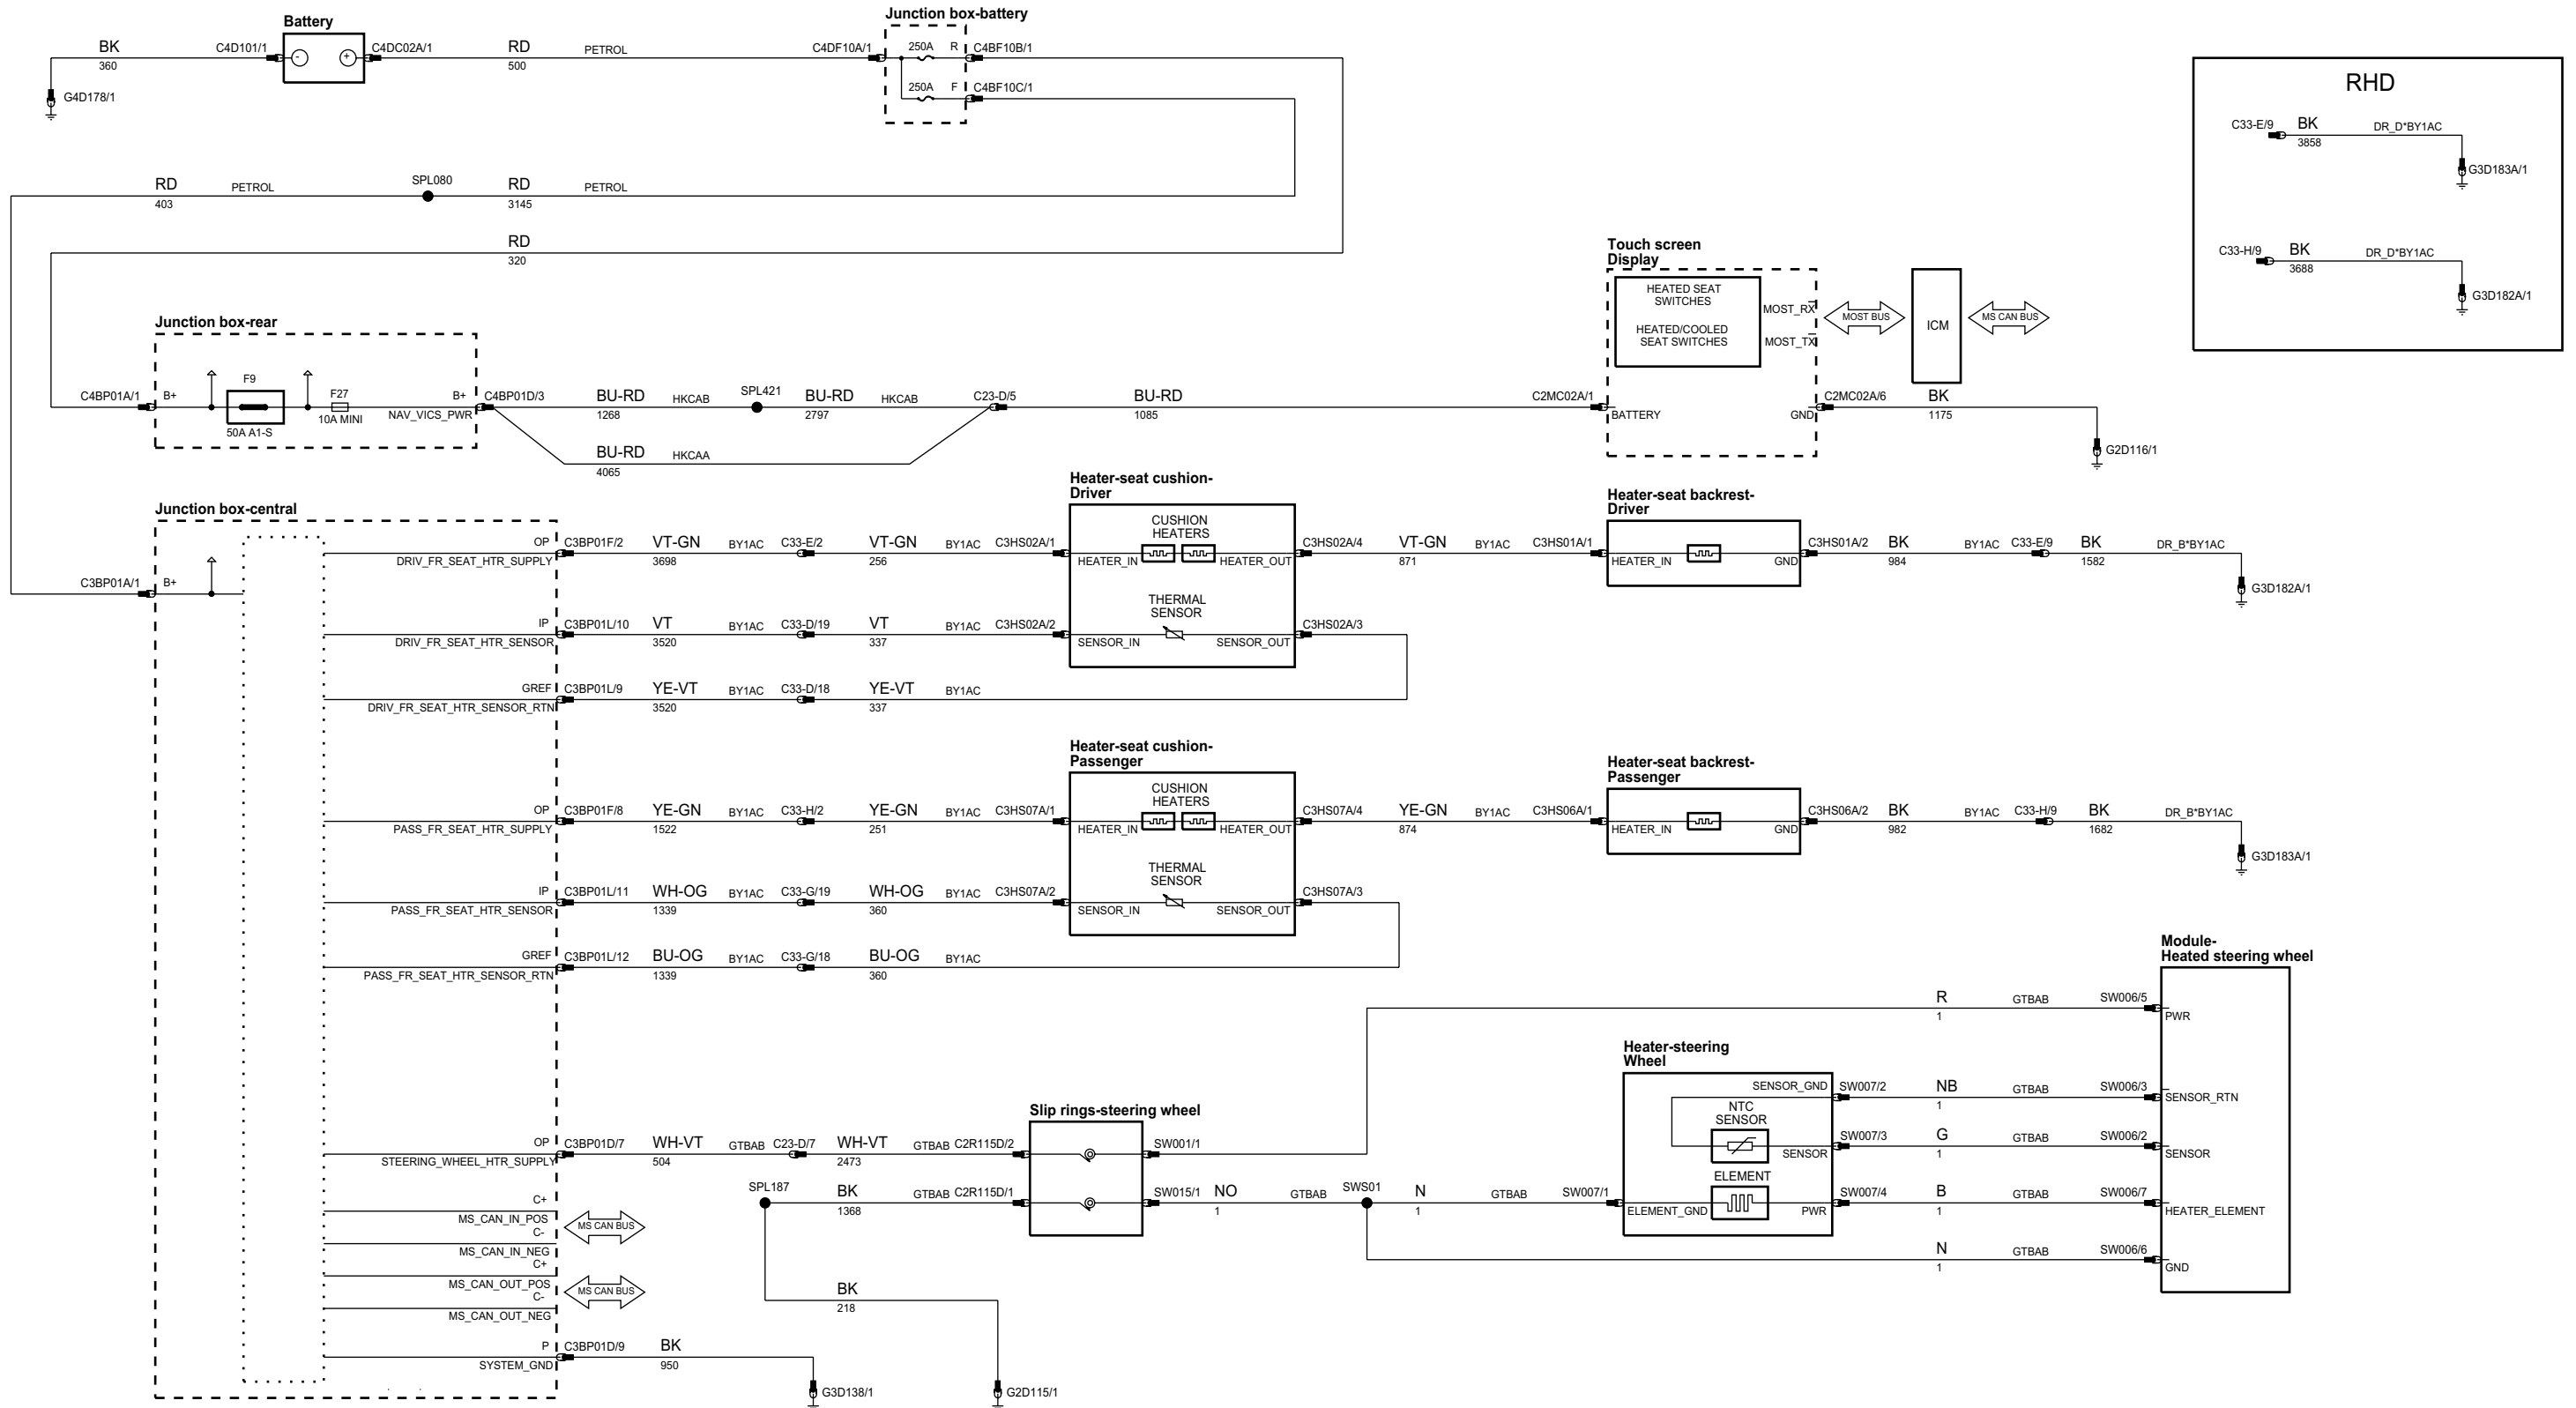 Battery
Junction box-battery
BK
360
C4D101/1
-
+
C4DC02A/1
RD
500
PETROL
C4DF10A/1
250A
R
C4BF10B/1
250A
F
C4BF10C/1
G4D178/1
RD
403
PETROL
SPL080
RD
3145
PETROL
RD
320
RHD
C33-E/9
BK
3858
DR_D*BY1AC
G3D183A/1
C33-H/9
BK
3688
DR_D*BY1AC
G3D182A/1
Touch screen
Display
HEATED SEAT
SWITCHES
HEATED/COOLED
SEAT SWITCHES
MOST_RX
MOST_TX
MOST BUS
ICM
MS CAN BUS
BATTERY
GND
C2MC02A/1
C2MC02A/6
BK
1175
G2D116/1
Junction box-rear
C4BP01A/1
B+
F9
50A A1-S
F27
10A MINI
B+
NAV_VICS_PWR
C4BP01D/3
BU-RD
1268
HKCAB
SPL421
BU-RD
2797
HKCAB
C23-D/5
BU-RD
1085
BU-RD
4065
HKCAA
Junction box-central
C3BP01A/1
B+
OP
DRIV_FR_SEAT_HTR_SUPPLY
C3BP01F/2
VT-GN
3698
BY1AC
C33-E/2
VT-GN
256
BY1AC
C3HS02A/1
Heater-seat cushion-
Driver
CUSHION
HEATERS
HEATER_IN
HEATER_OUT
THERMAL
SENSOR
SENSOR_IN
SENSOR_OUT
C3HS02A/4
VT-GN
871
BY1AC
C3HS01A/1
Heater-seat backrest-
Driver
HEATER_IN
GND
C3HS01A/2
BK
984
BY1AC
C33-E/9
BK
1582
DR_B*BY1AC
G3D182A/1
IP
DRIV_FR_SEAT_HTR_SENSOR
C3BP01L/10
VT
3520
BY1AC
C33-D/19
VT
337
BY1AC
C3HS02A/2
C3HS02A/3
GREF
DRIV_FR_SEAT_HTR_SENSOR_RTN
C3BP01L/9
YE-VT
3520
BY1AC
C33-D/18
YE-VT
337
BY1AC
OP
PASS_FR_SEAT_HTR_SUPPLY
C3BP01F/8
YE-GN
1522
BY1AC
C33-H/2
YE-GN
251
BY1AC
C3HS07A/1
Heater-seat cushion-
Passenger
CUSHION
HEATERS
HEATER_IN
HEATER_OUT
THERMAL
SENSOR
SENSOR_IN
SENSOR_OUT
C3HS07A/4
YE-GN
874
BY1AC
C3HS06A/1
Heater-seat backrest-
Passenger
HEATER_IN
GND
C3HS06A/2
BK
982
BY1AC
C33-H/9
BK
1682
DR_B*BY1AC
G3D183A/1
IP
PASS_FR_SEAT_HTR_SENSOR
C3BP01L/11
WH-OG
1339
BY1AC
C33-G/19
WH-OG
360
BY1AC
C3HS07A/2
C3HS07A/3
GREF
PASS_FR_SEAT_HTR_SENSOR_RTN
C3BP01L/12
BU-OG
1339
BY1AC
C33-G/18
BU-OG
360
BY1AC
Module-
Heated steering wheel
R
1
GTBAB
SW006/5
PWR
Heater-steering
Wheel
SENSOR_GND
NTC
SENSOR
SENSOR
ELEMENT
ELEMENT_GND
PWR
SW007/2
NB
1
GTBAB
SW006/3
SENSOR_RTN
SW007/3
G
1
GTBAB
SW006/2
SENSOR
SW007/4
B
1
GTBAB
SW006/7
HEATER_ELEMENT
N
1
GTBAB
SW006/6
GND
OP
STEERING_WHEEL_HTR_SUPPLY
C3BP01D/7
WH-VT
504
GTBAB
C23-D/7
WH-VT
2473
GTBAB
C2R115D/2
Slip rings-steering wheel
SW001/1
SPL187
BK
1368
GTBAB
C2R115D/1
SW015/1
NO
1
GTBAB
SWS01
N
1
GTBAB
SW007/1
C+
MS_CAN_IN_POS
C-
MS_CAN_IN_NEG
MS CAN BUS
C+
MS_CAN_OUT_POS
C-
MS_CAN_OUT_NEG
MS CAN BUS
BK
218
P
SYSTEM_GND
C3BP01D/9
BK
950
G3D138/1
G2D115/1